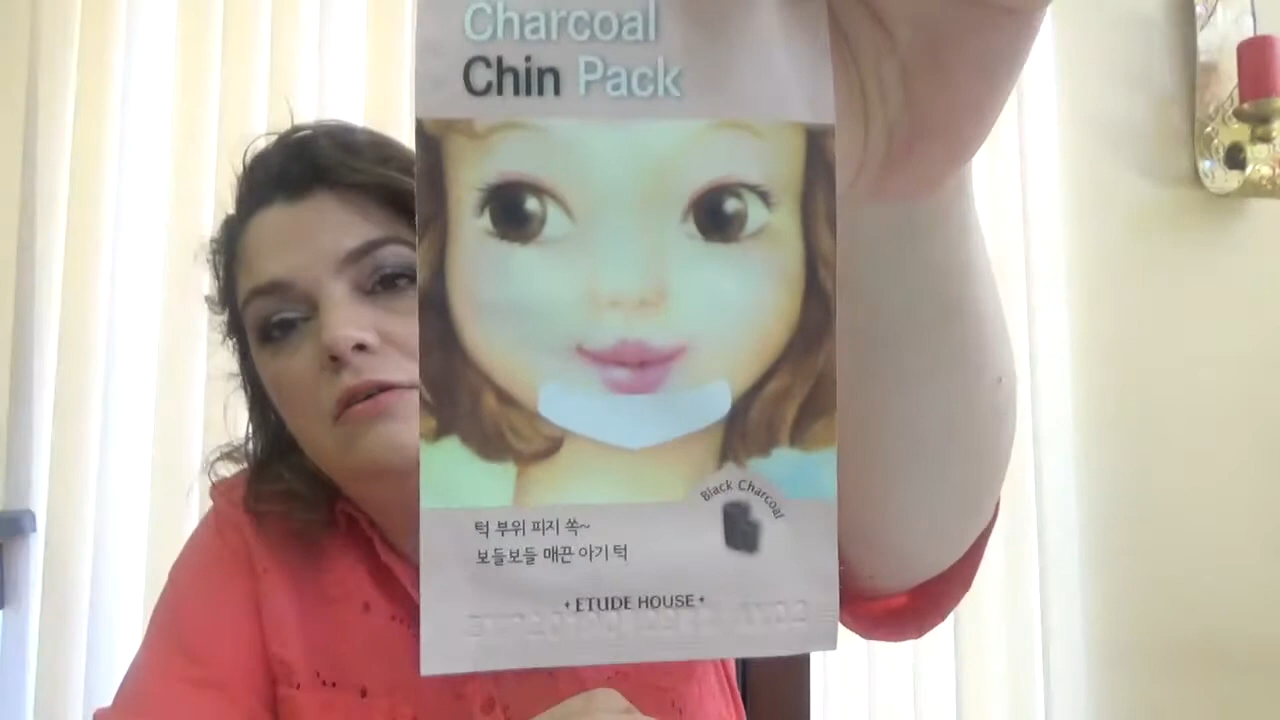 Charcoal
Chin Pack
Black Charcoal
턱 부위 피지 쏙~
보들보들 매끈 아기 턱
ETUDE HOUSE